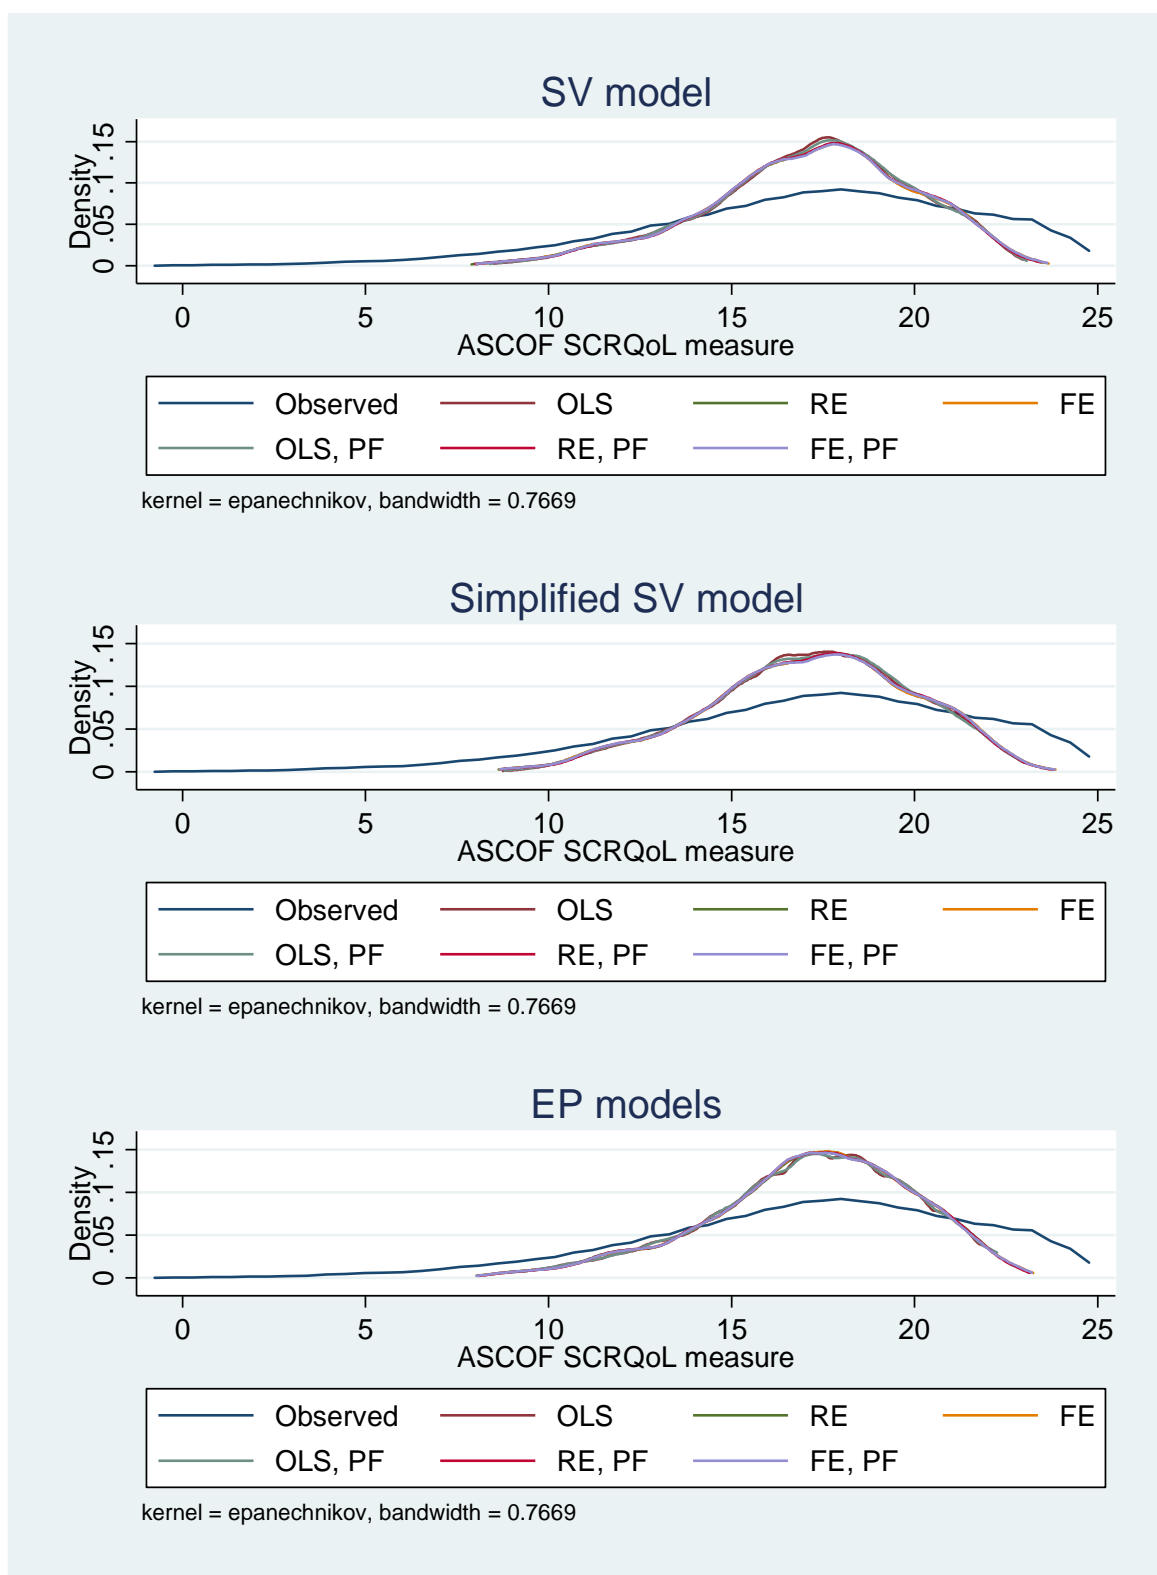 SV model
Density
0 .05 .1 .15
0 5 10 15 20 25
ASCOF SCRQoL measure
Observed OLS RE FE
OLS, PF RE, PF FE, PF
kernel = epanechnikov, bandwidth = 0.7669
Simplified SV model
Density
0 .05 .1 .15
0 5 10 15 20 25
ASCOF SCRQoL measure
Observed OLS RE FE
OLS, PF RE, PF FE, PF
kernel = epanechnikov, bandwidth = 0.7669
EP models
Density
0 .05 .1 .15
0 5 10 15 20 25
ASCOF SCRQoL measure
Observed OLS RE FE
OLS, PF RE, PF FE, PF
kernel = epanechnikov, bandwidth = 0.7669